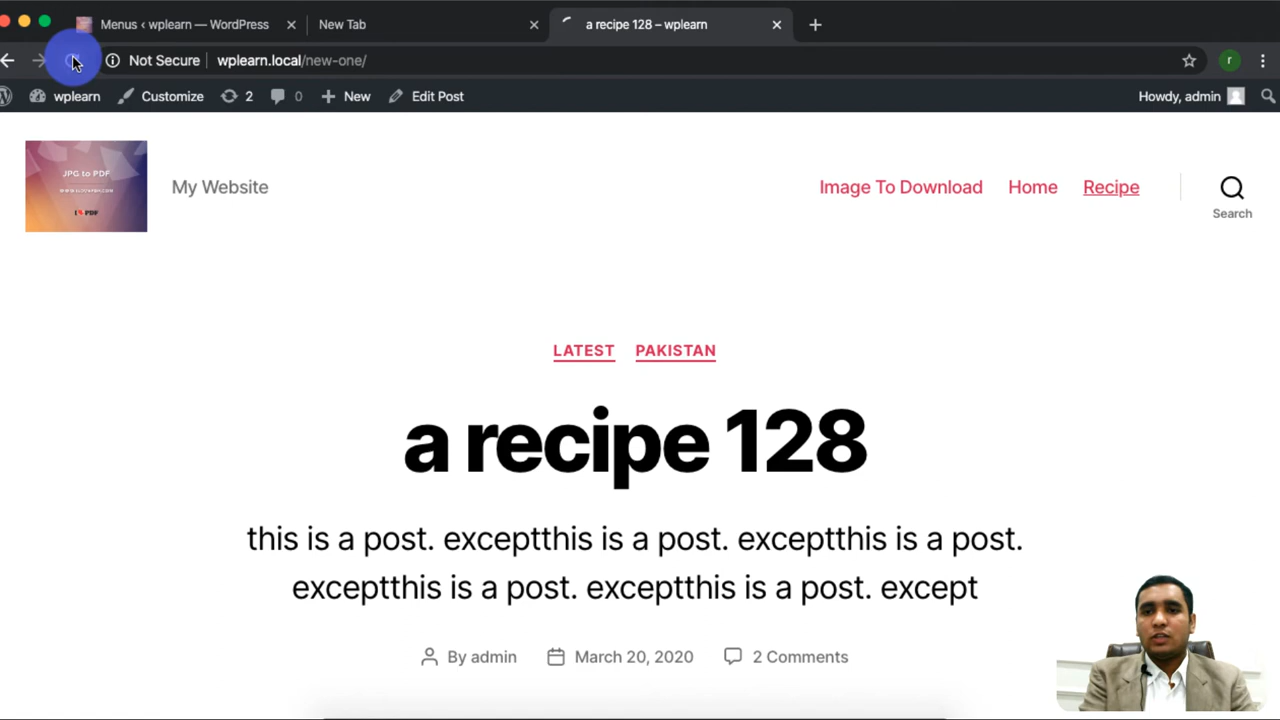 Menus ‹ wplearn — WordPress
New Tab
a recipe 128 – wplearn
Not Secure
wplearn.local/new-one/
r
wplearn
Customize
2
0
New
Edit Post
Howdy, admin
JPG to PDF
PDF
My Website
Image To Download
Home
Recipe
Search
LATEST
PAKISTAN
a recipe 128
this is a post. exceptthis is a post. exceptthis is a post.
exceptthis is a post. exceptthis is a post. except
By admin
March 20, 2020
2 Comments